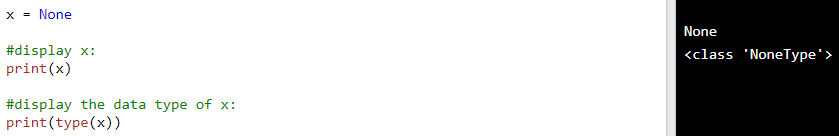 x = None
#display x:
print(x)
#display the data type of x:
print(type(x))
None
<class 'NoneType'>